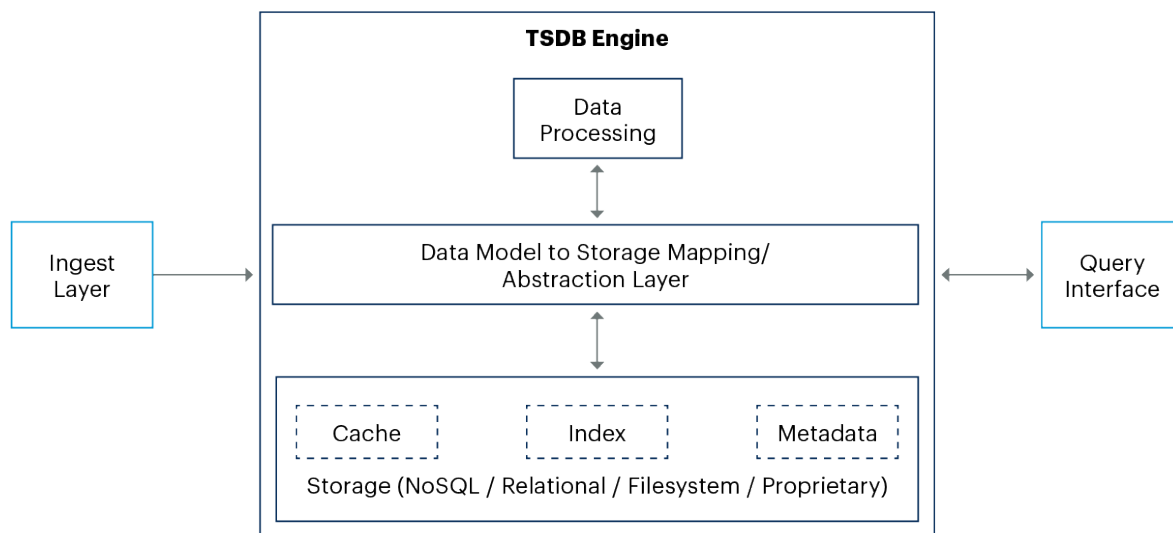 TSDB Engine
Data
Processing
Ingest
Layer
Data Model to Storage Mapping/
Abstraction Layer
Query
Interface
Cache
Index
Metadata
Storage (NoSQL / Relational / Filesystem / Proprietary)